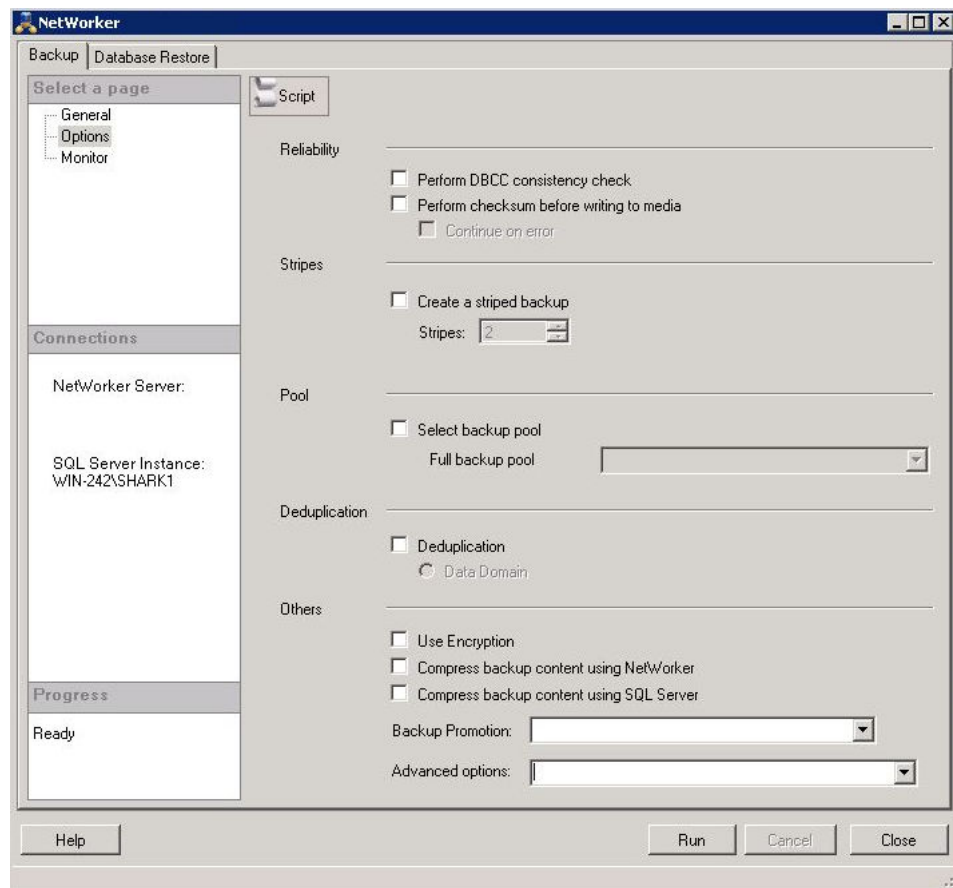 NetWorker
Backup
Database Restore
Select a page
General
Options
Monitor
Connections
NetWorker Server:
SQL Server Instance:
WIN-242\SHARK1
Progress
Ready
Script
Reliability
Perform DBCC consistency check
Perform checksum before writing to media
Continue on error
Stripes
Create a striped backup
Stripes: 2
Pool
Select backup pool
Full backup pool
Deduplication
Deduplication
Data Domain
Others
Use Encryption
Compress backup content using NetWorker
Compress backup content using SQL Server
Backup Promotion:
Advanced options:
Help
Run
Cancel
Close